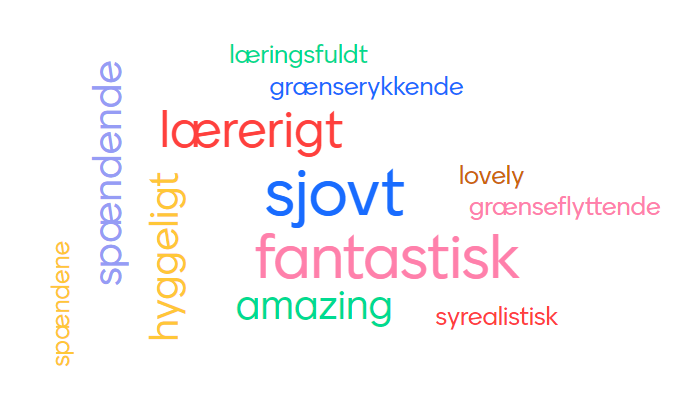 læringsfuldt
grænserykkende
lærerigt
spændende
sjovt
lovely
hyggeligt
grænseflyttende
fantastisk
spændene
amazing
syrealistisk